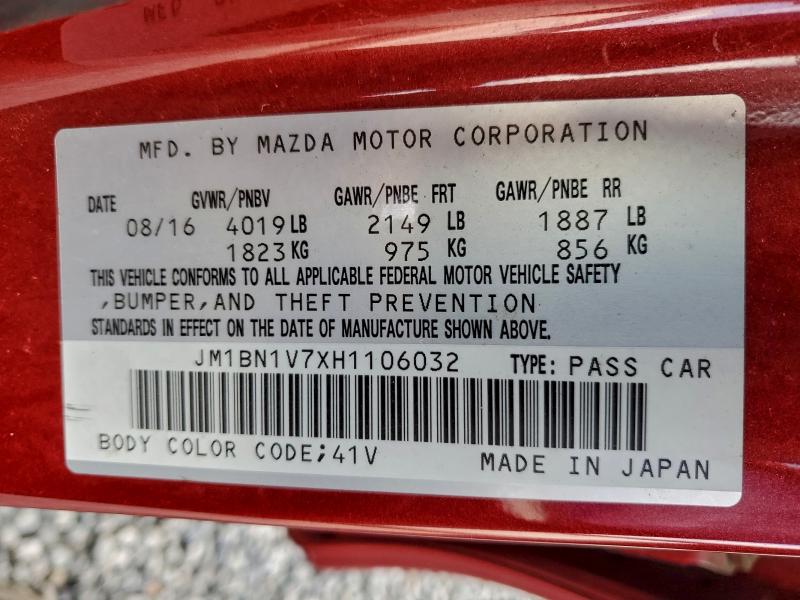 MFD. BY MAZDA MOTOR CORPORATION
DATE GVWR/PNBV GAWR/PNBE FRT GAWR/PNBE RR
08/16 4019 LB 2149 LB 1887 LB
1823 KG 975 KG 856 KG
THIS VEHICLE CONFORMS TO ALL APPLICABLE FEDERAL MOTOR VEHICLE SAFETY
,BUMPER,AND THEFT PREVENTION
STANDARDS IN EFFECT ON THE DATE OF MANUFACTURE SHOWN ABOVE.
JM1BN1V7XH1106032 TYPE: PASS CAR
BODY COLOR CODE;41V
MADE IN JAPAN